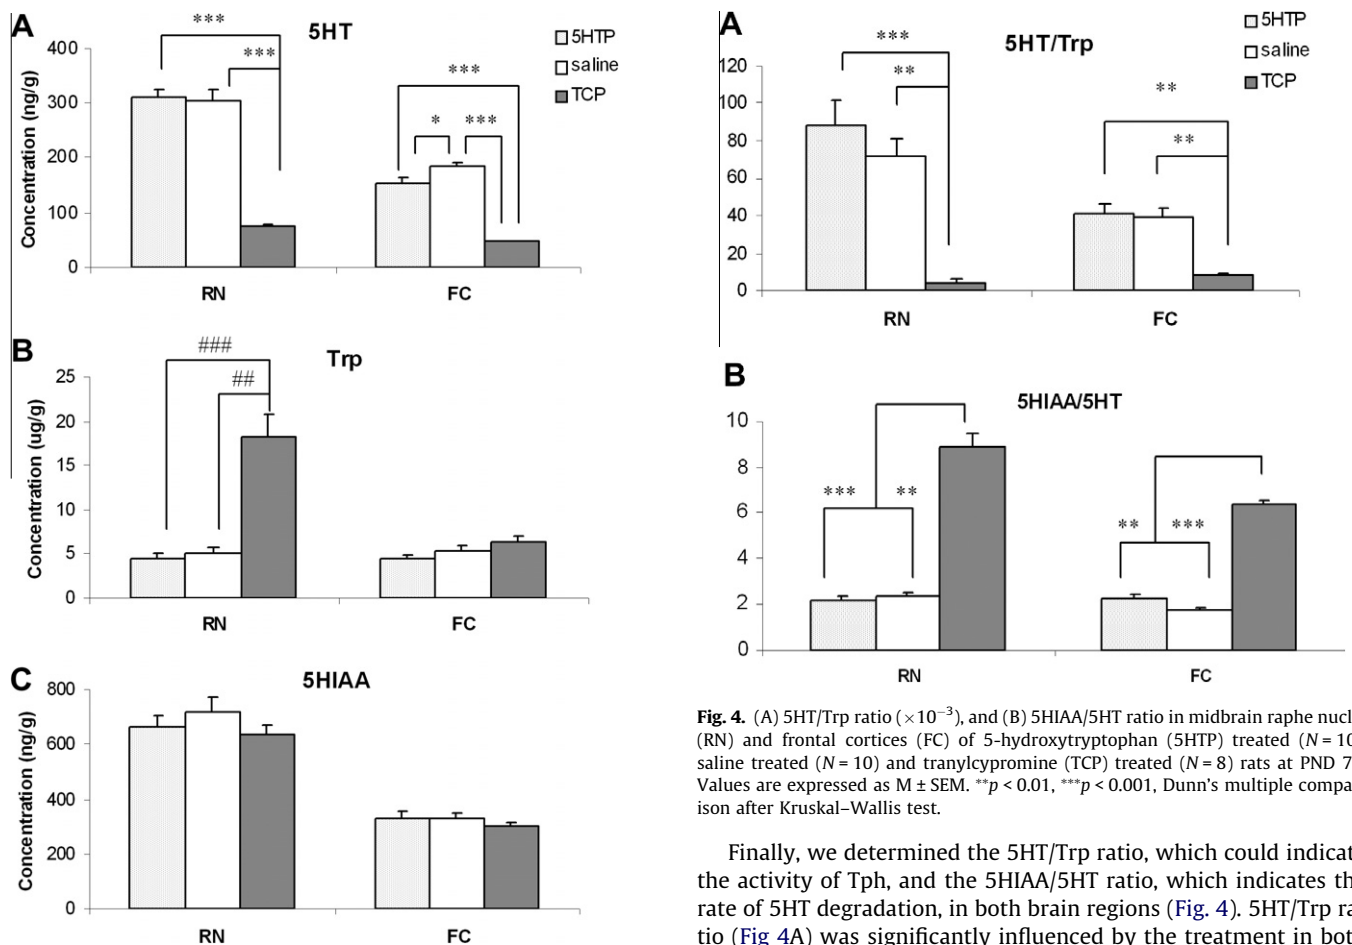 A
5HT
***
***
***
*
***
5HTP
saline
TCP
Concentration (ng/g)
400
300
200
100
0
RN
FC
B
Trp
###
##
Concentration (ug/g)
25
20
15
10
5
0
RN
FC
C
5HIAA
Concentration (ng/g)
800
600
400
200
0
RN
FC
A
5HT/Trp
***
**
**
**
5HTP
saline
TCP
120
100
80
60
40
20
0
RN
FC
B
5HIAA/5HT
***
**
**
***
10
8
6
4
2
0
RN
FC
Fig. 4. (A) 5HT/Trp ratio (×10⁻³), and (B) 5HIAA/5HT ratio in midbrain raphe nucl
(RN) and frontal cortices (FC) of 5-hydroxytryptophan (5HTP) treated (N = 10
saline treated (N = 10) and tranylcypromine (TCP) treated (N = 8) rats at PND 7
Values are expressed as M ± SEM. **p < 0.01, ***p < 0.001, Dunn's multiple compa
ison after Kruskal–Wallis test.
Finally, we determined the 5HT/Trp ratio, which could indicat
the activity of Tph, and the 5HIAA/5HT ratio, which indicates th
rate of 5HT degradation, in both brain regions (Fig. 4). 5HT/Trp ra
tio (Fig 4A) was significantly influenced by the treatment in bot